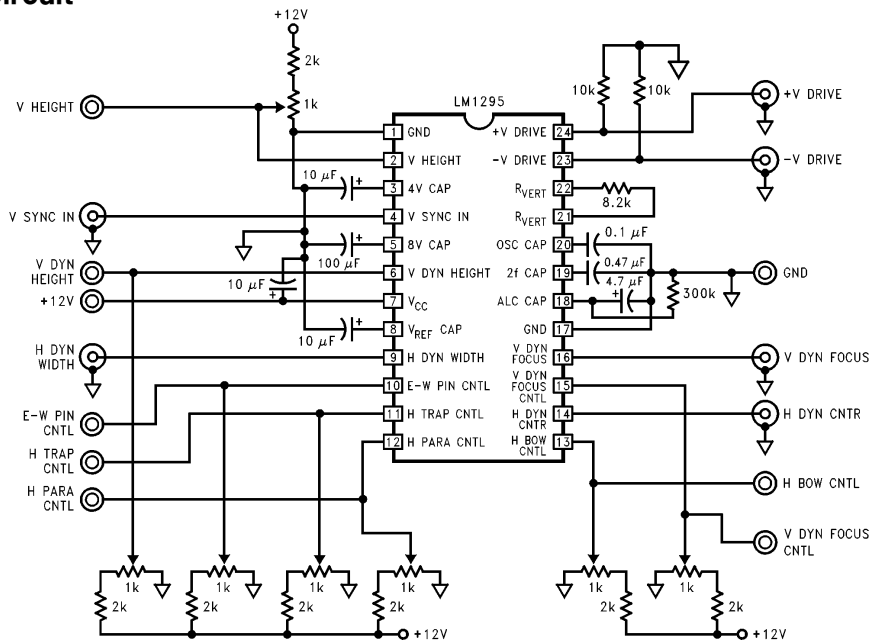 +12V
2k
1k
V HEIGHT
10k
10k
LM1295
+V DRIVE
-V DRIVE
1 GND
+V DRIVE 24
2 V HEIGHT
-V DRIVE 23
10 µF
+
3 4V CAP
RVERT 22
8.2k
V SYNC IN
4 V SYNC IN
RVERT 21
+
100 µF
5 8V CAP
OSC CAP 20
0.1 µF
V DYN
HEIGHT
6 V DYN HEIGHT
2f CAP 19
0.47 µF
GND
+12V
10 µF
+
7 VCC
ALC CAP 18
4.7 µF
+
300k
10 µF
+
8 VREF CAP
GND 17
H DYN
WIDTH
9 H DYN WIDTH
V DYN
FOCUS 16
V DYN FOCUS
10 E-W PIN CNTL
V DYN
FOCUS 15
CNTL
E-W PIN
CNTL
11 H TRAP CNTL
H DYN
CNTR 14
H DYN CNTR
H TRAP
CNTL
12 H PARA CNTL
H BOW
CNTL 13
H PARA
CNTL
H BOW CNTL
V DYN FOCUS
CNTL
1k
1k
1k
1k
1k
1k
2k
2k
2k
2k
2k
2k
+12V
+12V